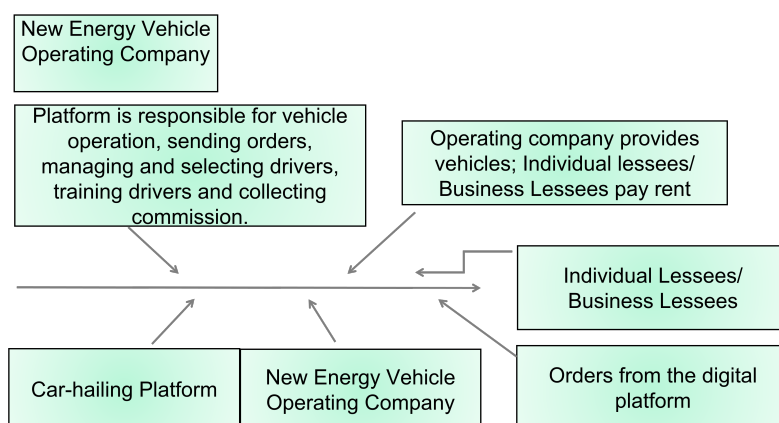 New Energy Vehicle
Operating Company
Platform is responsible for vehicle
operation, sending orders,
managing and selecting drivers,
training drivers and collecting
commission.
Operating company provides
vehicles; Individual lessees/
Business Lessees pay rent
Individual Lessees/
Business Lessees
Car-hailing Platform
New Energy Vehicle
Operating Company
Orders from the digital
platform